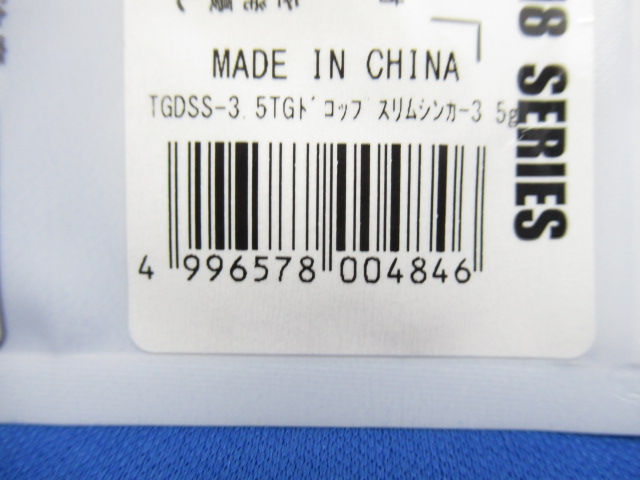 MADE IN CHINA
TGDSS-3.5TGﾄﾞｺｯﾌﾟｽﾘﾑｼﾝｶｰ-3 5g
4 996578 004846
8 SERIES